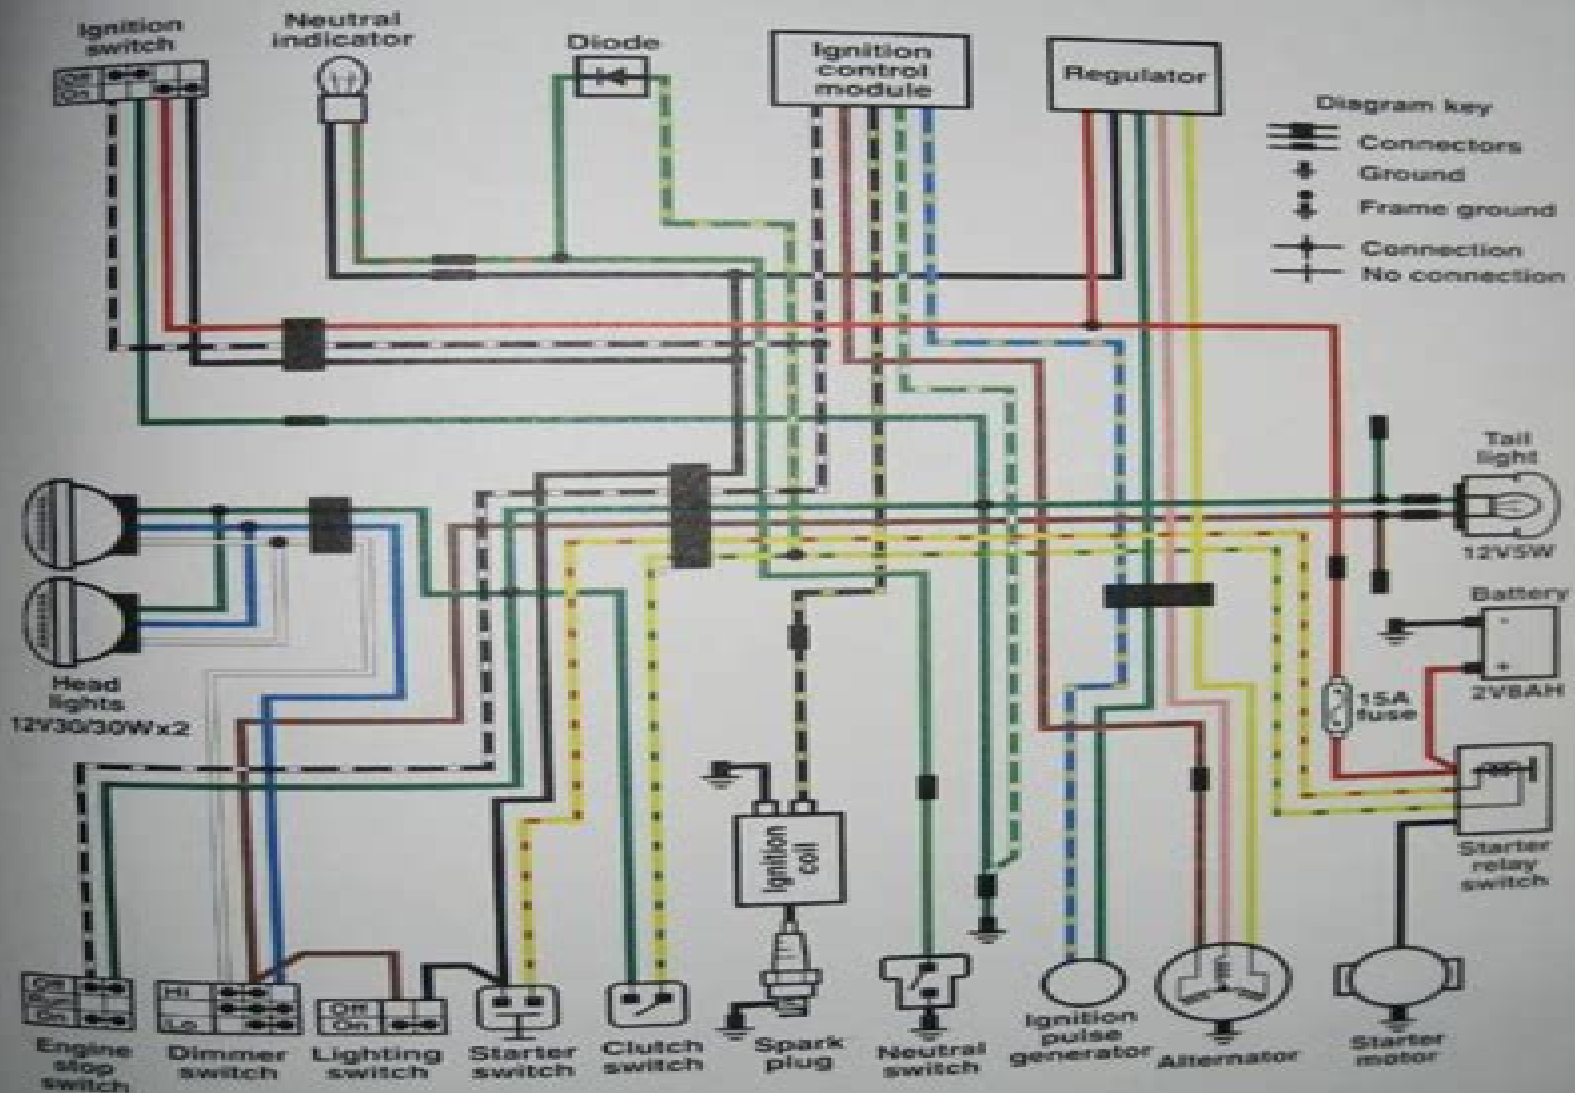 Ignition
switch
Off
On
Neutral
indicator
Diode
Ignition
control
module
Regulator
Diagram key
Connectors
Ground
Frame ground
Connection
No connection
Tail
light
12V5W
Battery
-
+
2V8AH
15A
fuse
Starter
relay
switch
Head
lights
12V30/30Wx2
Ignition
coil
Off
Run
On
Engine
stop
switch
Hi
Lo
Dimmer
switch
Off
On
Lighting
switch
Starter
switch
Clutch
switch
Spark
plug
Neutral
switch
Ignition
pulse
generator
Alternator
Starter
motor